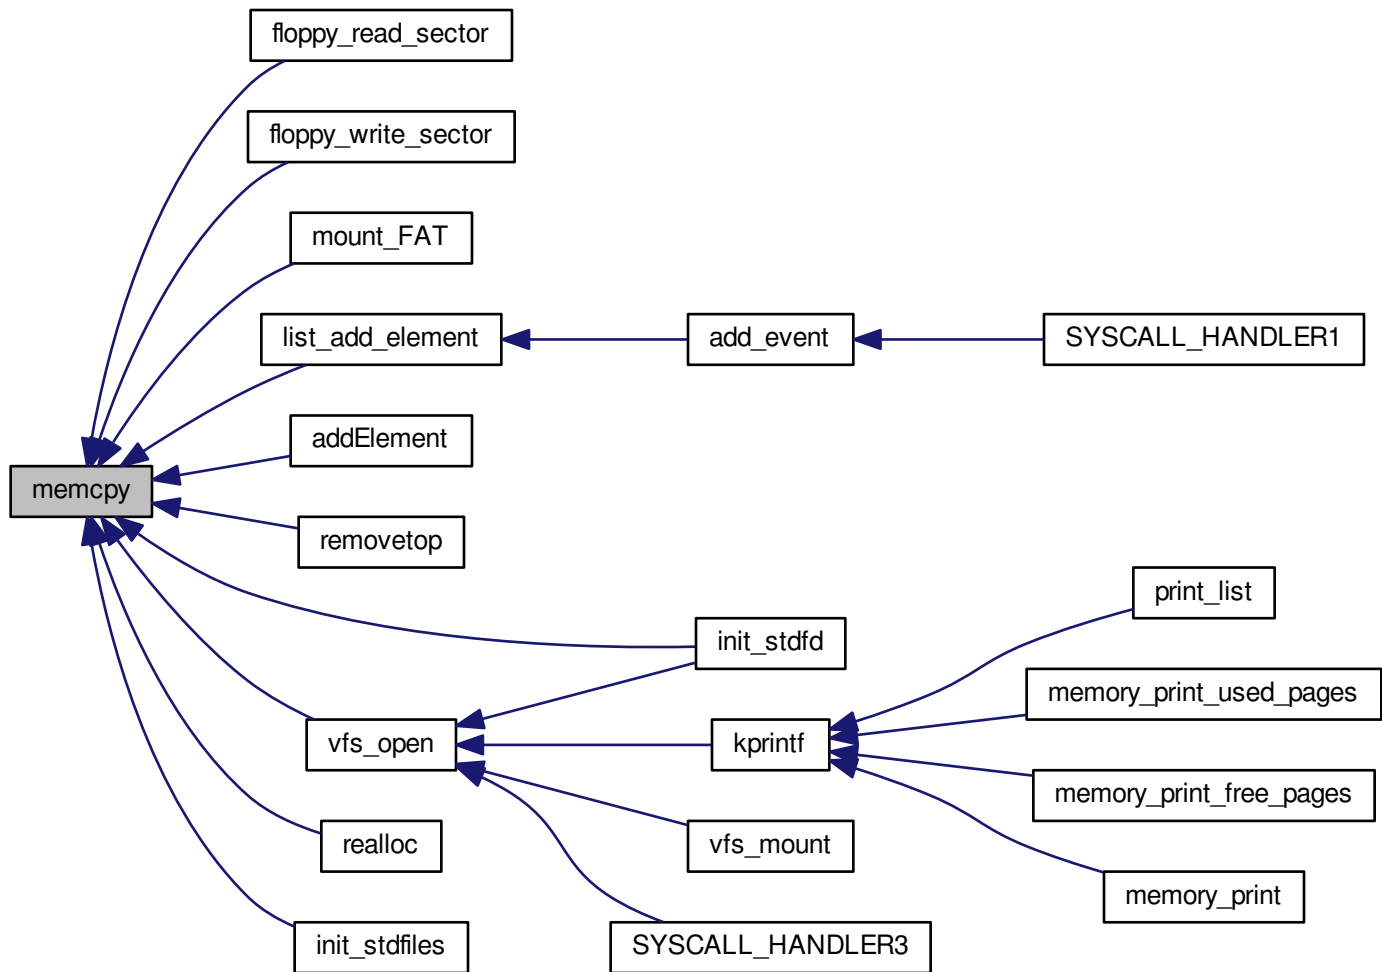 floppy_read_sector
floppy_write_sector
mount_FAT
list_add_element
add_event
SYSCALL_HANDLER1
addElement
memcpy
removetop
print_list
init_stdfd
memory_print_used_pages
vfs_open
kprintf
memory_print_free_pages
realloc
vfs_mount
memory_print
init_stdfiles
SYSCALL_HANDLER3